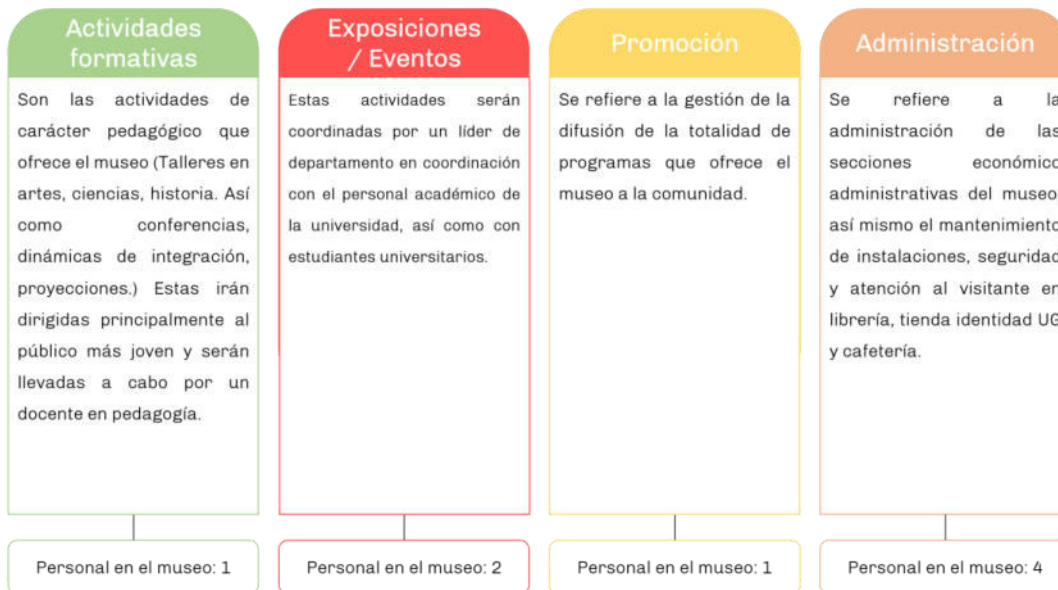 Actividades
formativas
Son las actividades de
carácter pedagógico que
ofrece el museo (Talleres en
artes, ciencias, historia. Así
como conferencias,
dinámicas de integración,
proyecciones.) Estas irán
dirigidas principalmente al
público más joven y serán
llevadas a cabo por un
docente en pedagogía.
Personal en el museo: 1
Exposiciones
/ Eventos
Estas actividades serán
coordinadas por un líder de
departamento en coordinación
con el personal académico de
la universidad, así como con
estudiantes universitarios.
Personal en el museo: 2
Promoción
Se refiere a la gestión de la
difusión de la totalidad de
programas que ofrece el
museo a la comunidad.
Personal en el museo: 1
Administración
Se refiere a la
administración de las
secciones económico
administrativas del museo,
así mismo el mantenimiento
de instalaciones, seguridad
y atención al visitante en
librería, tienda identidad UG
y cafetería.
Personal en el museo: 4